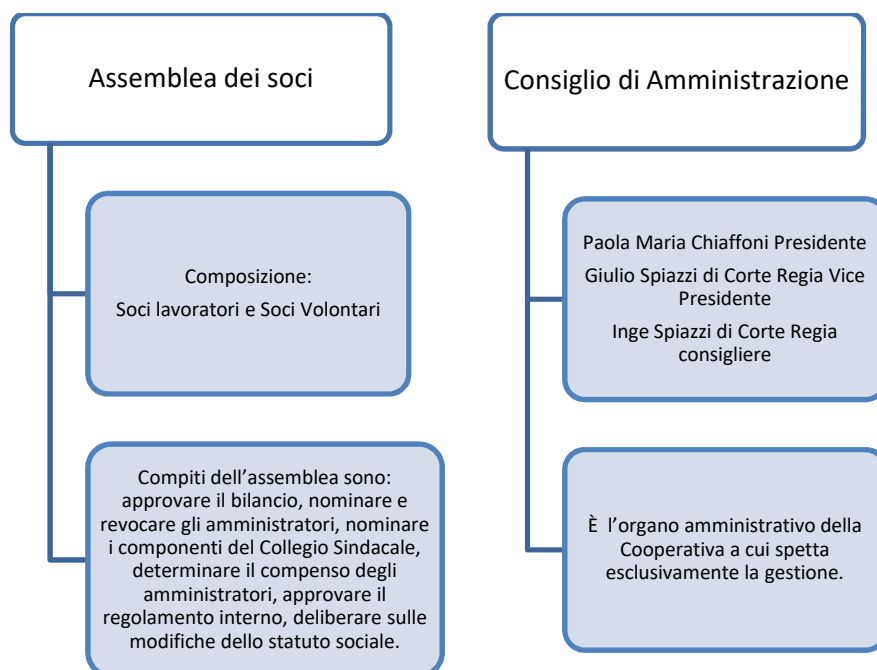 Assemblea dei soci
Composizione:
Soci lavoratori e Soci Volontari
Compiti dell'assemblea sono:
approvare il bilancio, nominare e
revocare gli amministratori, nominare
i componenti del Collegio Sindacale,
determinare il compenso degli
amministratori, approvare il
regolamento interno, deliberare sulle
modifiche dello statuto sociale.
Consiglio di Amministrazione
Paola Maria Chiaffoni Presidente
Giulio Spiazzi di Corte Regia Vice
Presidente
Inge Spiazzi di Corte Regia
consigliere
È l'organo amministrativo della
Cooperativa a cui spetta
esclusivamente la gestione.